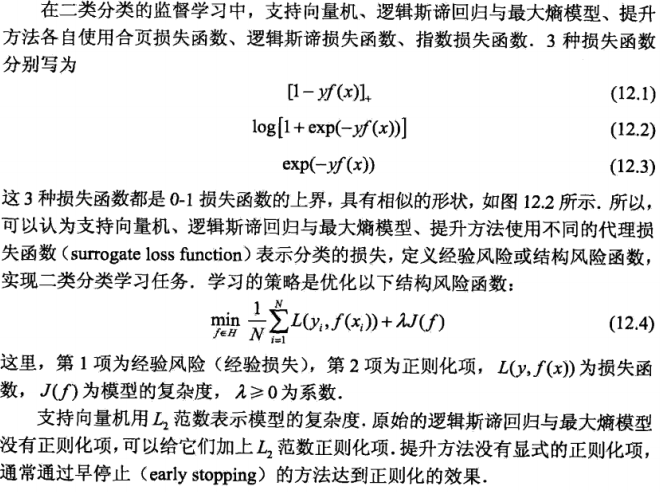 在二类分类的监督学习中，支持向量机、逻辑斯谛回归与最大熵模型、提升
方法各自使用合页损失函数、逻辑斯谛损失函数、指数损失函数．3 种损失函数
分别写为
[1−yf(x)]₊ (12.1)
log[1+exp(−yf(x))] (12.2)
exp(−yf(x)) (12.3)
这 3 种损失函数都是 0-1 损失函数的上界，具有相似的形状，如图 12.2 所示．所以，
可以认为支持向量机、逻辑斯谛回归与最大熵模型、提升方法使用不同的代理损
失函数（surrogate loss function）表示分类的损失，定义经验风险或结构风险函数，
实现二类分类学习任务．学习的策略是优化以下结构风险函数：
min_{f∈H} 1/N ∑_{i=1}^{N} L(y_i, f(x_i))+λJ(f) (12.4)
这里，第 1 项为经验风险（经验损失），第 2 项为正则化项，L(y, f(x))为损失函
数，J(f)为模型的复杂度，λ⩾0为系数．
支持向量机用 L₂ 范数表示模型的复杂度．原始的逻辑斯谛回归与最大熵模型
没有正则化项，可以给它们加上 L₂ 范数正则化项．提升方法没有显式的正则化项，
通常通过早停止（early stopping）的方法达到正则化的效果．